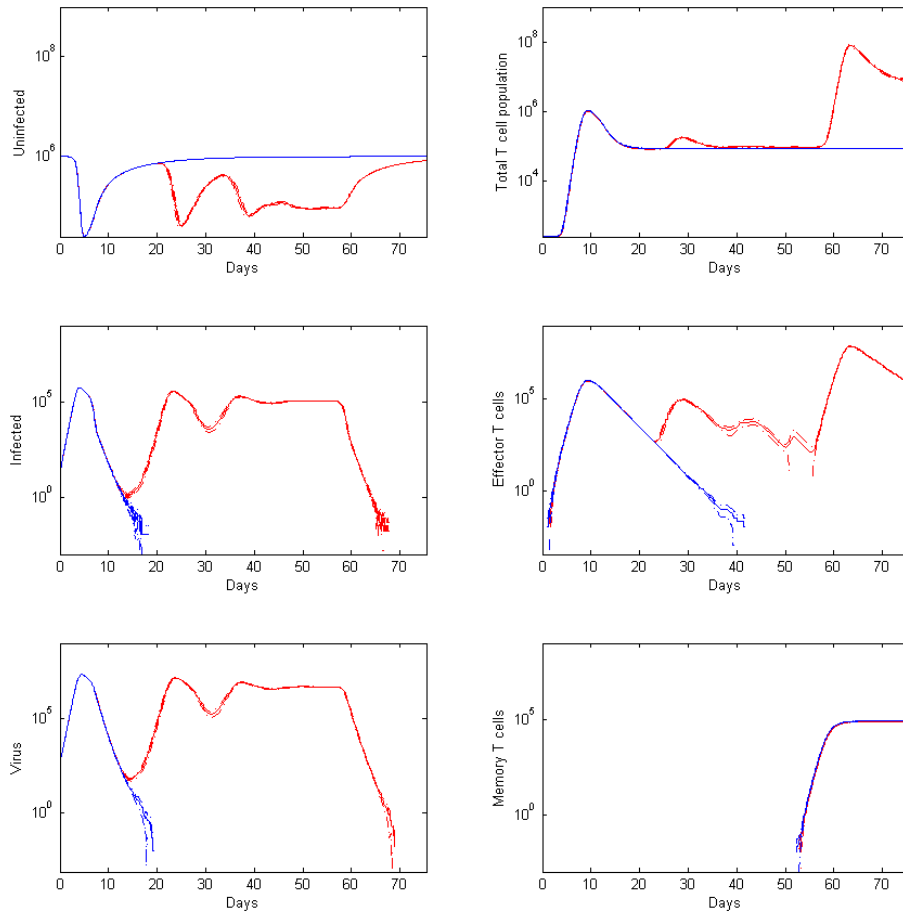 Uninfected
10^8
10^6
0 10 20 30 40 50 60 70
Days
Total T cell population
10^8
10^6
10^4
0 10 20 30 40 50 60 70
Days
Infected
10^5
10^0
0 10 20 30 40 50 60 70
Days
Effector T cells
10^5
10^0
0 10 20 30 40 50 60 70
Days
Virus
10^5
10^0
0 10 20 30 40 50 60 70
Days
Memory T cells
10^5
10^0
0 10 20 30 40 50 60 70
Days